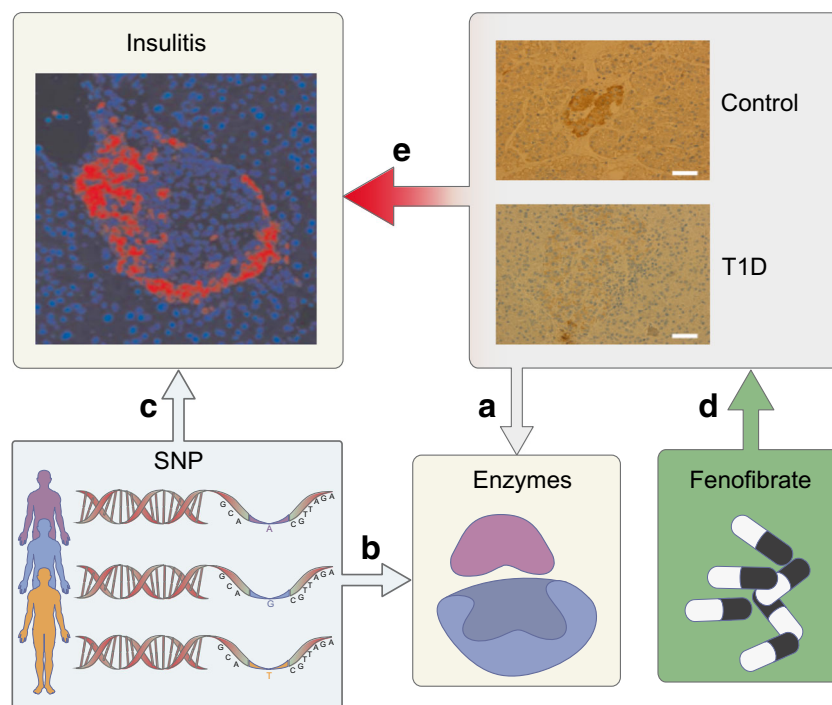 Insulitis
Control
T1D
e
c
a
d
SNP
G C A A C G T T A G A
b
G C A G C G T T A G A
G C A T C G T T A G A
Enzymes
Fenofibrate